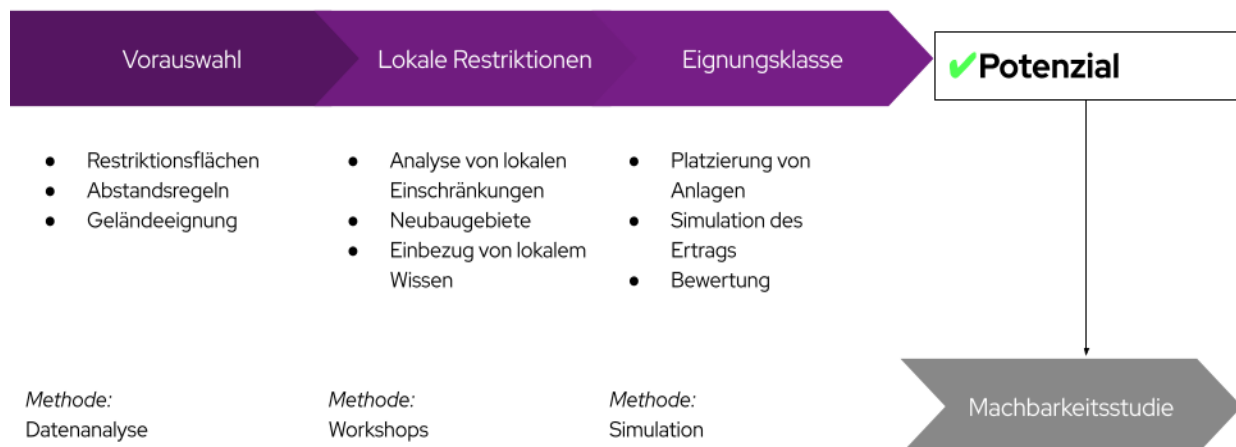 Vorauswahl
Lokale Restriktionen
Eignungsklasse
✔Potenzial
● Restriktionsflächen
● Abstandsregeln
● Geländeeignung
● Analyse von lokalen
Einschränkungen
● Neubaugebiete
● Einbezug von lokalem
Wissen
● Platzierung von
Anlagen
● Simulation des
Ertrags
● Bewertung
Methode:
Datenanalyse
Methode:
Workshops
Methode:
Simulation
Machbarkeitsstudie